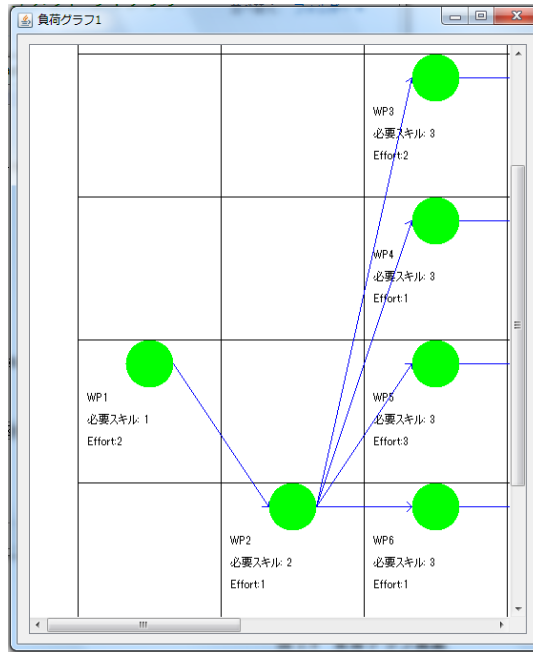 負荷グラフ1
WP3
必要スキル: 3
Effort:2
WP4
必要スキル: 3
Effort:1
WP1
必要スキル: 1
Effort:2
WP5
必要スキル: 3
Effort:3
WP2
必要スキル: 2
Effort:1
WP6
必要スキル: 3
Effort:1